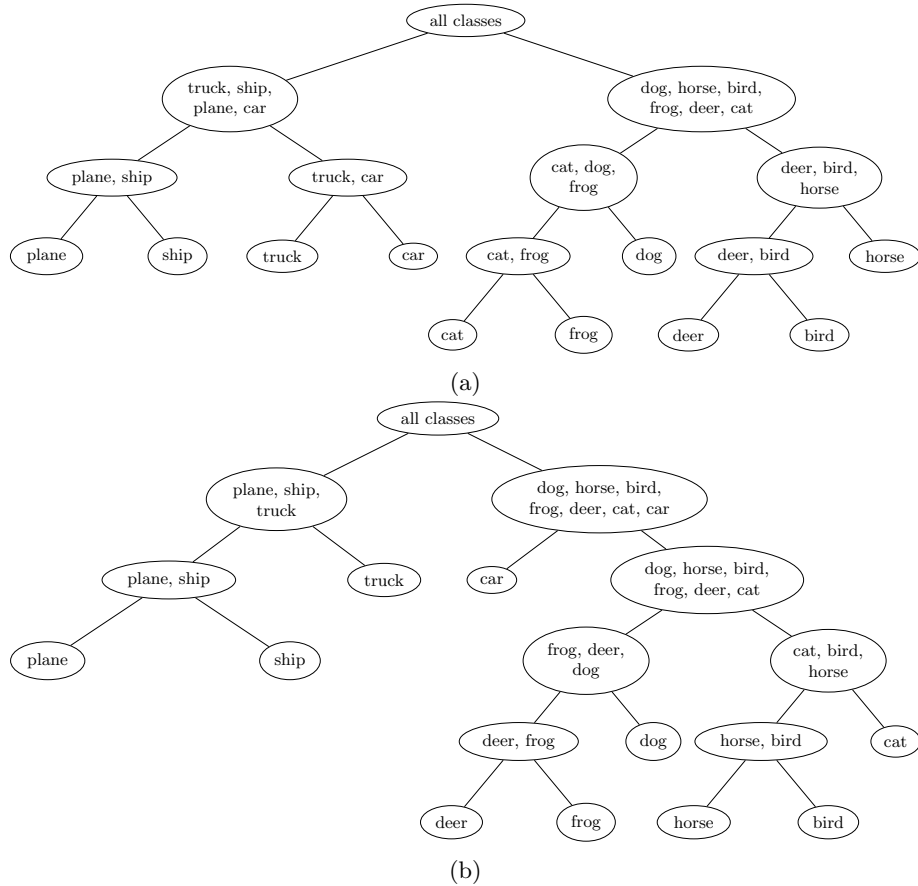 all classes
truck, ship,
plane, car
dog, horse, bird,
frog, deer, cat
plane, ship
truck, car
cat, dog,
frog
deer, bird,
horse
plane
ship
truck
car
cat, frog
dog
deer, bird
horse
cat
frog
deer
bird
(a)
all classes
plane, ship,
truck
dog, horse, bird,
frog, deer, cat, car
plane, ship
truck
car
dog, horse, bird,
frog, deer, cat
plane
ship
frog, deer,
dog
cat, bird,
horse
deer, frog
dog
horse, bird
cat
deer
frog
horse
bird
(b)